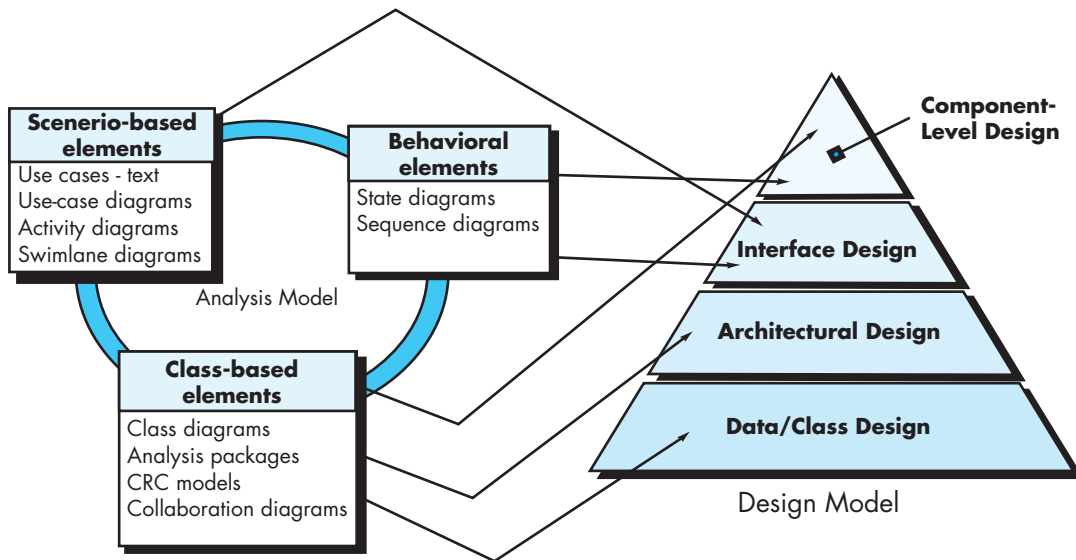 Scenerio-based
elements
Use cases - text
Use-case diagrams
Activity diagrams
Swimlane diagrams
Behavioral
elements
State diagrams
Sequence diagrams
Analysis Model
Class-based
elements
Class diagrams
Analysis packages
CRC models
Collaboration diagrams
Component-
Level Design
Interface Design
Architectural Design
Data/Class Design
Design Model